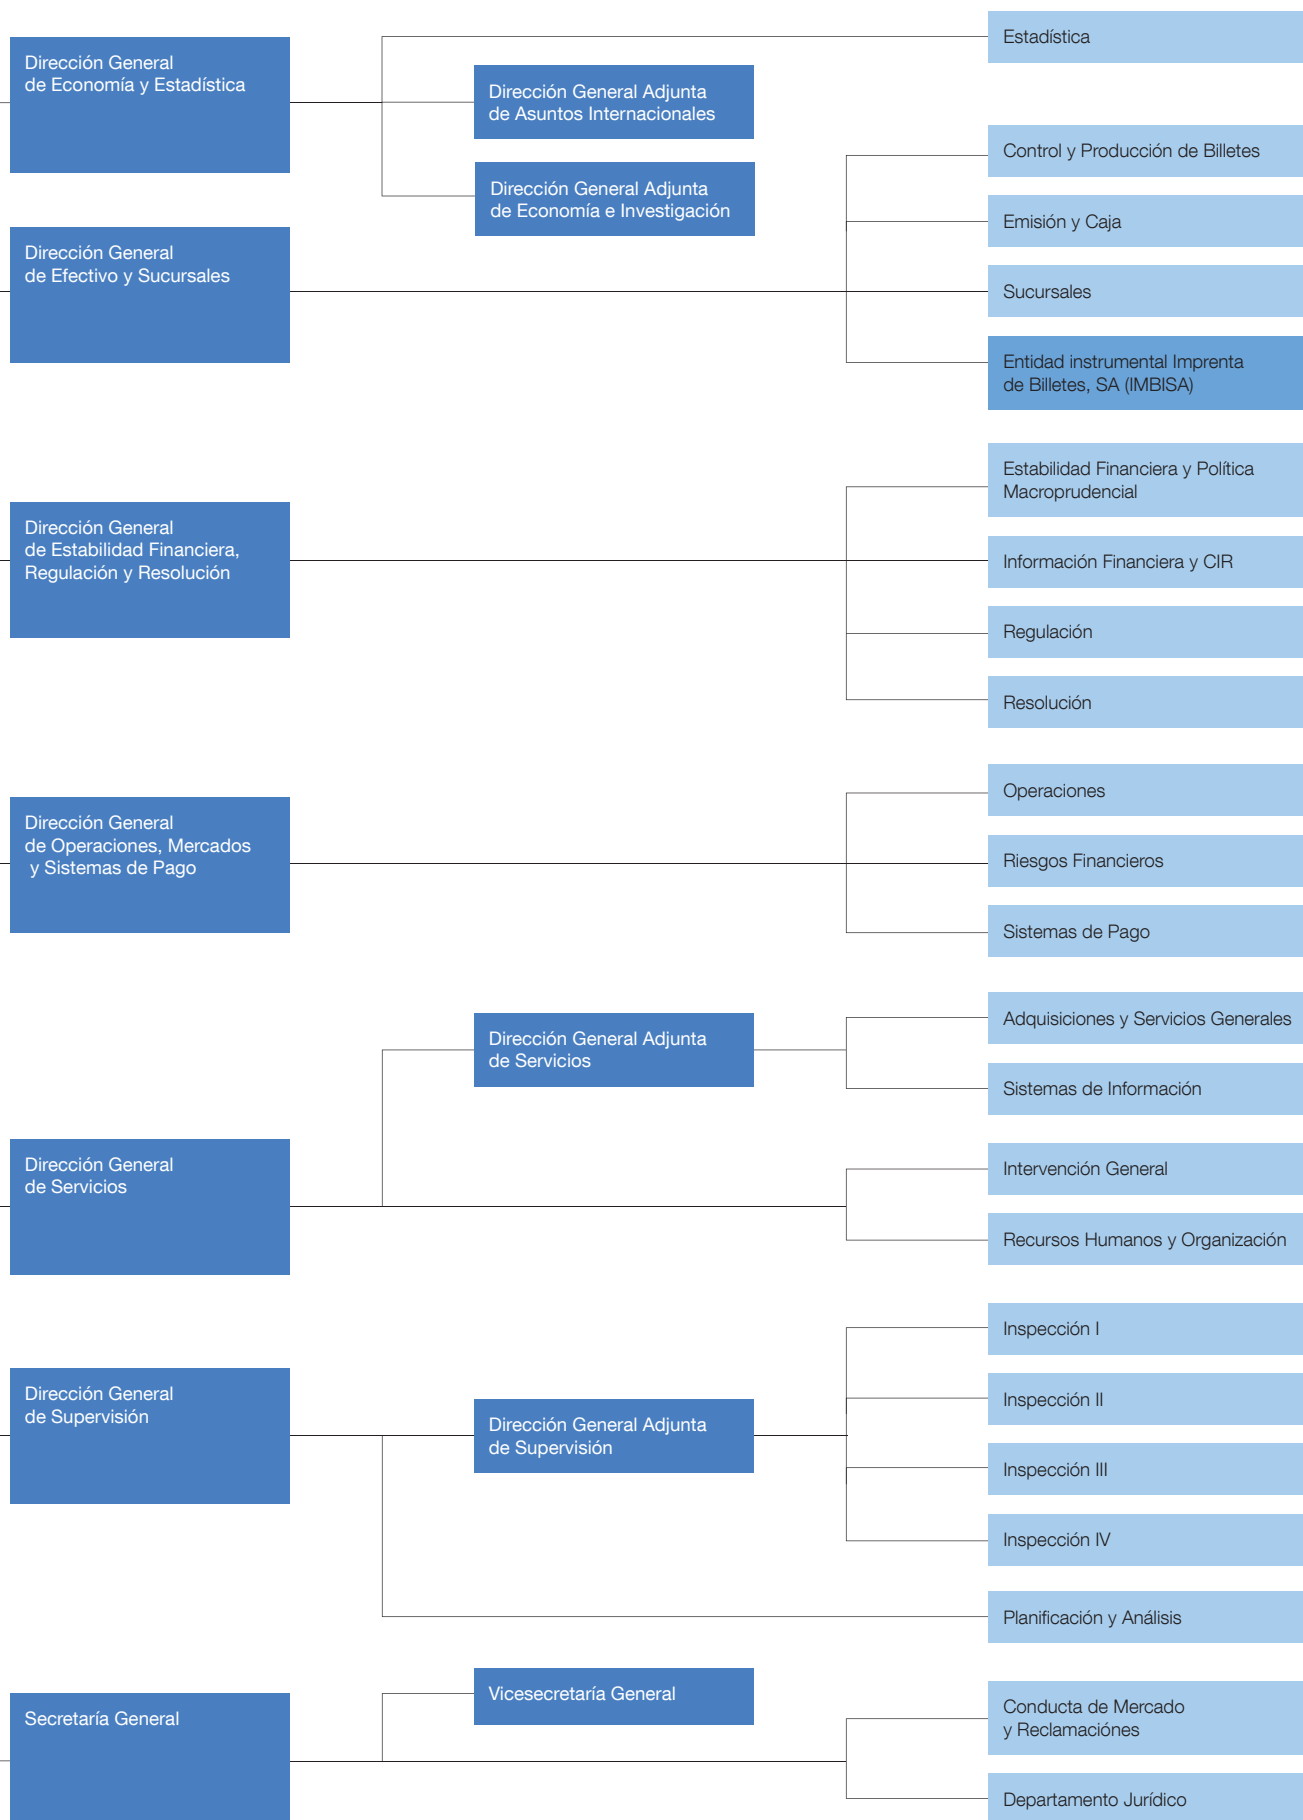 Estadística
Dirección General
de Economía y Estadística
Dirección General Adjunta
de Asuntos Internacionales
Dirección General Adjunta
de Economía e Investigación
Control y Producción de Billetes
Emisión y Caja
Dirección General
de Efectivo y Sucursales
Sucursales
Entidad instrumental Imprenta
de Billetes, SA (IMBISA)
Estabilidad Financiera y Política
Macroprudencial
Dirección General
de Estabilidad Financiera,
Regulación y Resolución
Información Financiera y CIR
Regulación
Resolución
Operaciones
Dirección General
de Operaciones, Mercados
y Sistemas de Pago
Riesgos Financieros
Sistemas de Pago
Dirección General Adjunta
de Servicios
Adquisiciones y Servicios Generales
Sistemas de Información
Dirección General
de Servicios
Intervención General
Recursos Humanos y Organización
Inspección I
Dirección General
de Supervisión
Dirección General Adjunta
de Supervisión
Inspección II
Inspección III
Inspección IV
Planificación y Análisis
Secretaría General
Vicesecretaría General
Conducta de Mercado
y Reclamaciónes
Departamento Jurídico